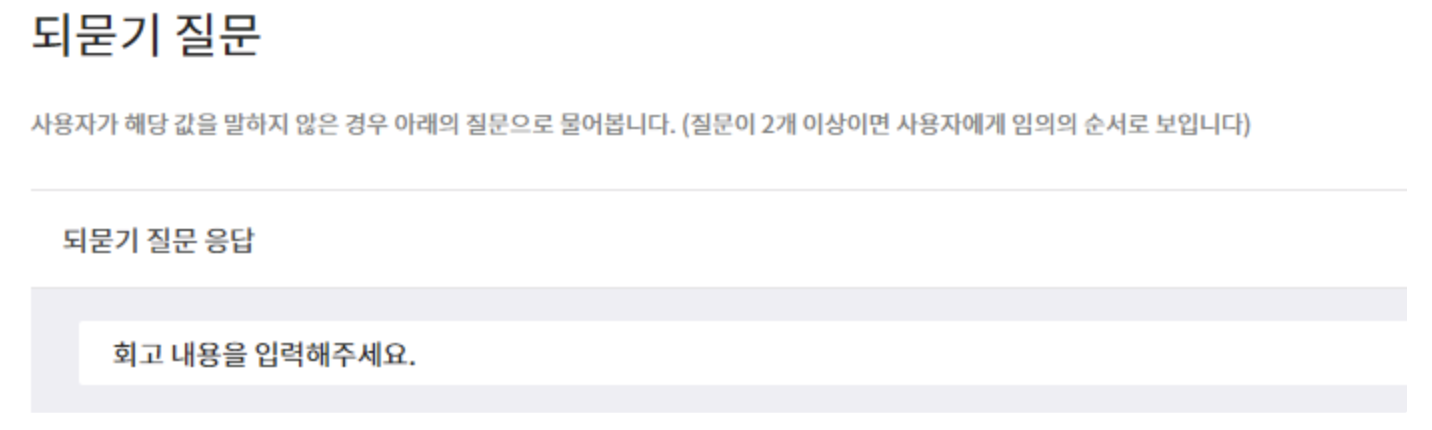 되묻기 질문
사용자가 해당 값을 말하지 않은 경우 아래의 질문으로 물어봅니다. (질문이 2개 이상이면 사용자에게 임의의 순서로 보입니다)
되묻기 질문 응답
회고 내용을 입력해주세요.